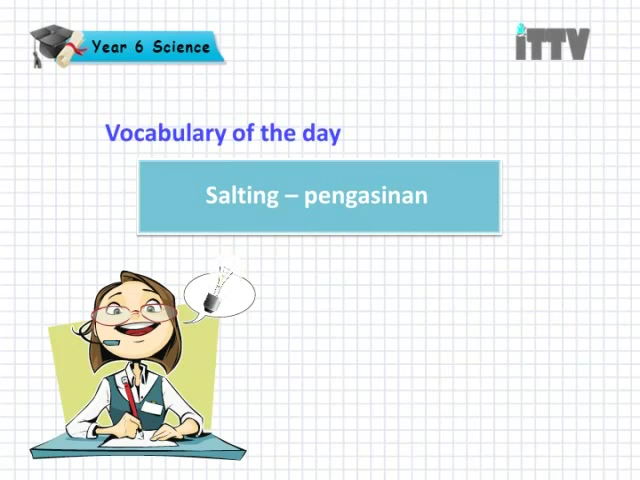 Year 6 Science
iTTV
Vocabulary of the day
Salting – pengasinan